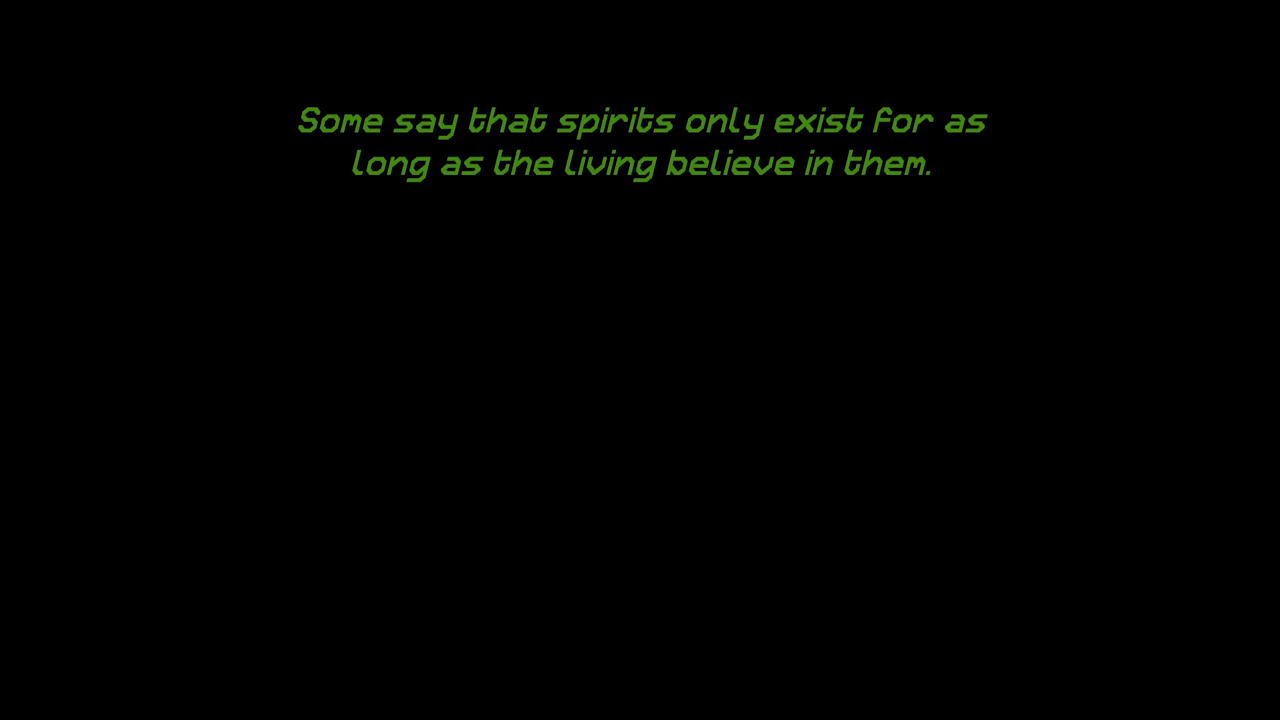 Some say that spirits only exist for as
long as the living believe in them.